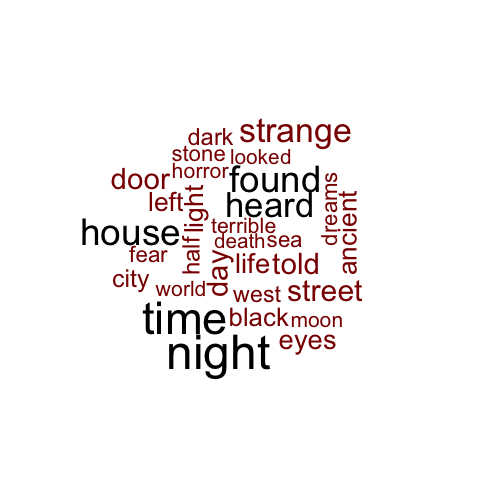 dark strange
stone looked
door horror found
left light heard
dreams
ancient
house terrible
half death sea
fear day life told
city world west street
time black moon
night eyes